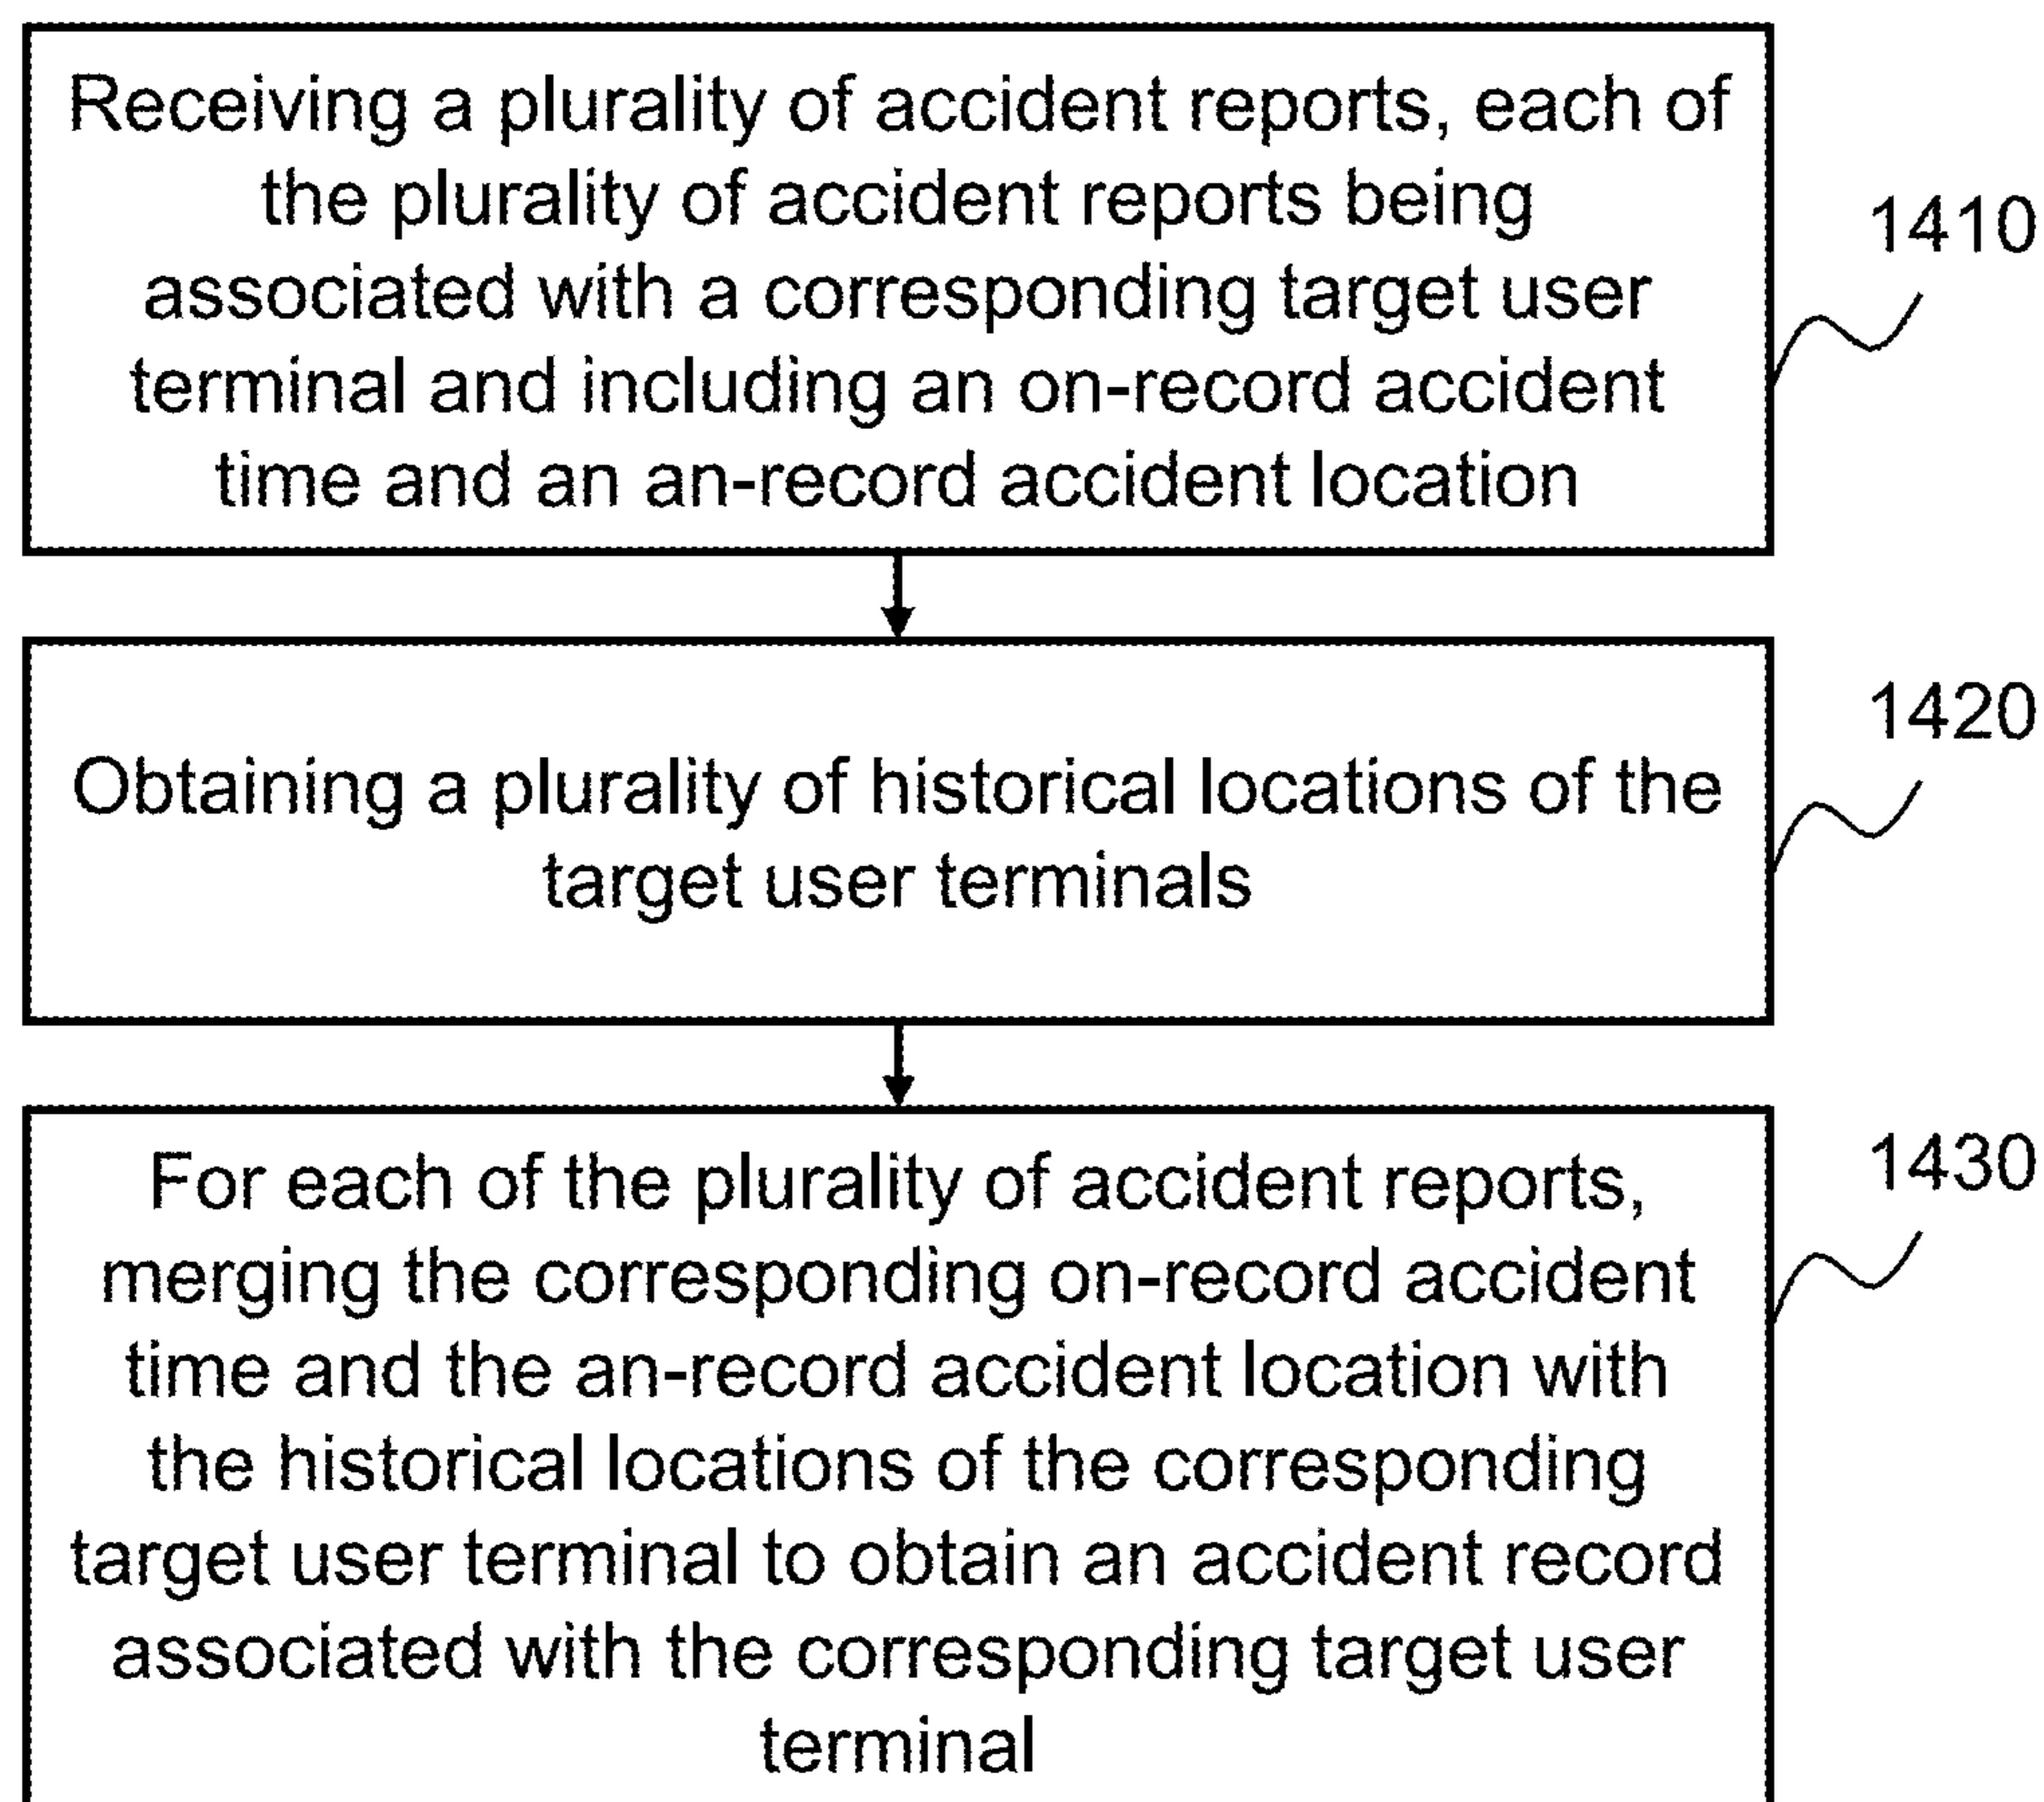 Receiving a plurality of accident reports, each of
the plurality of accident reports being
associated with a corresponding target user
terminal and including an on-record accident
time and an an-record accident location
1410
Obtaining a plurality of historical locations of the
target user terminals
1420
For each of the plurality of accident reports,
merging the corresponding on-record accident
time and the an-record accident location with
the historical locations of the corresponding
target user terminal to obtain an accident record
associated with the corresponding target user
terminal
1430